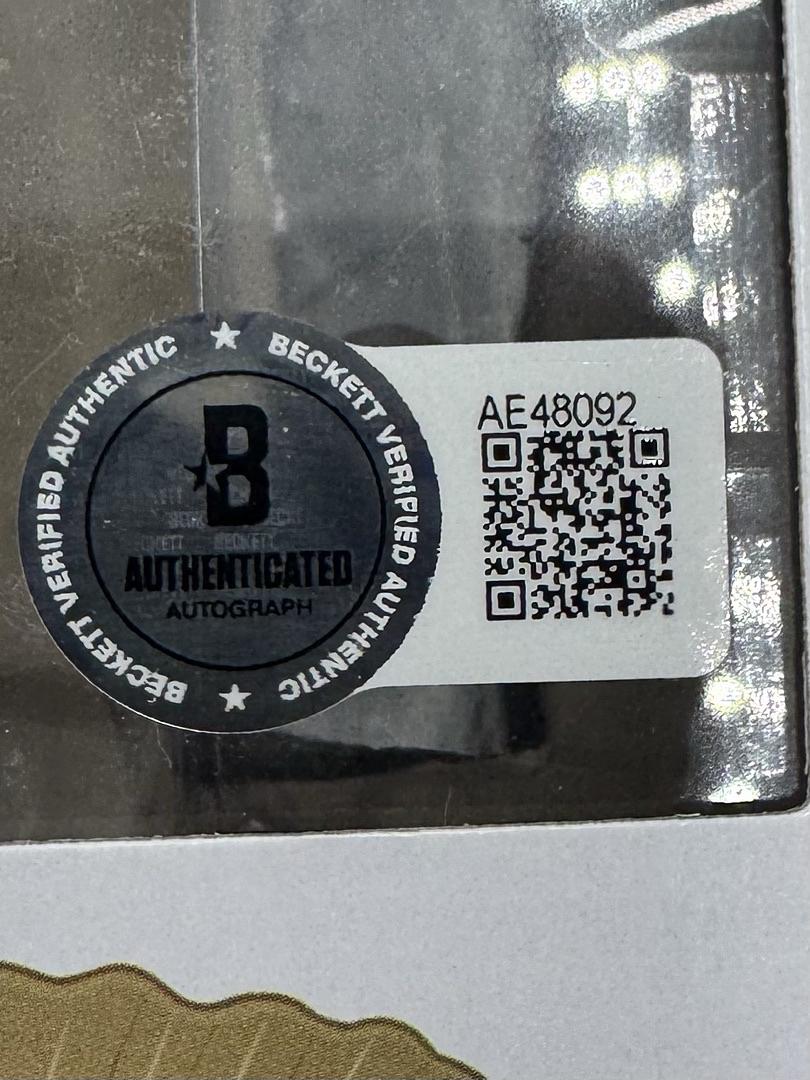 BECKETT VERIFIED AUTHENTIC
★ BECKETT VERIFIED AUTHENTIC ★
B
AUTHENTICATED
AUTOGRAPH
AE48092